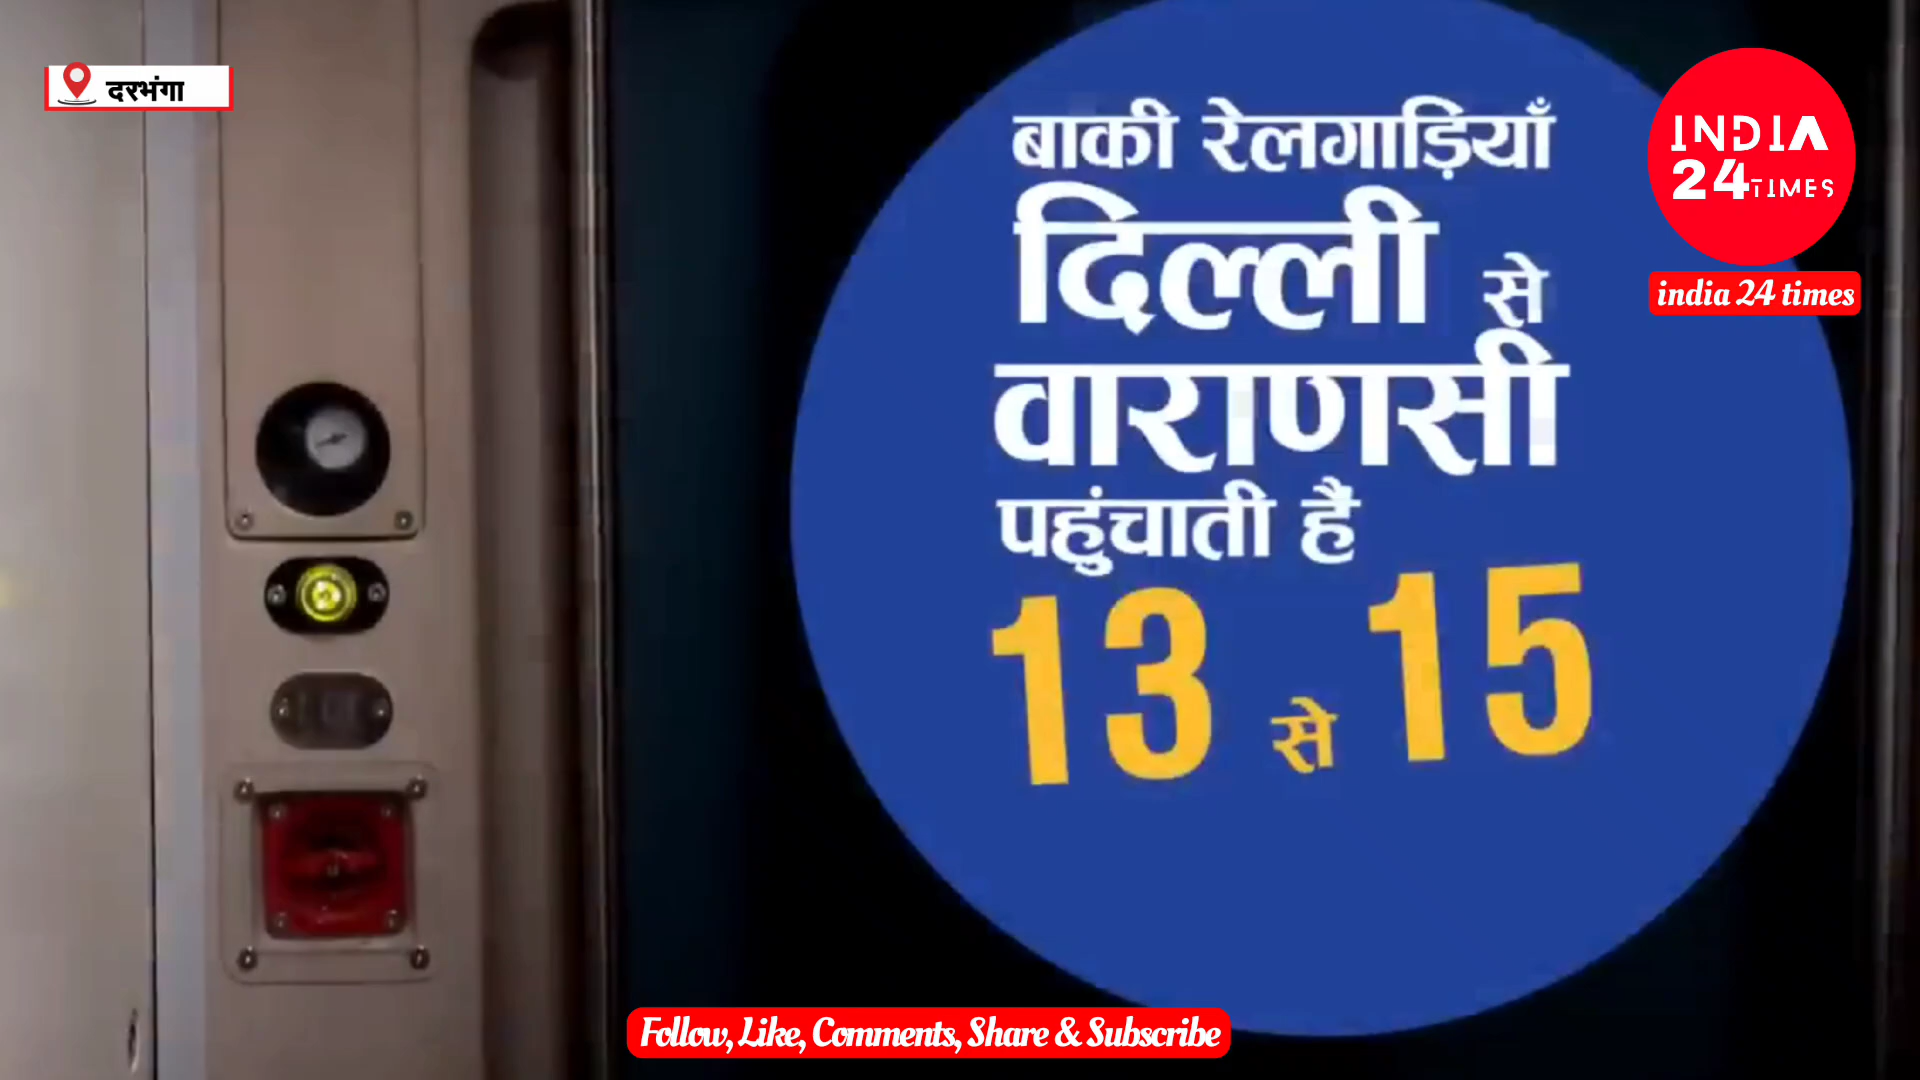 दरभंगा
बाकी रेलगाड़ियाँ
दिल्ली से
वाराणसी
पहुंचाती हैं
13 से 15
INDIA
24 TIMES
india 24 times
Follow, Like, Comments, Share & Subscribe